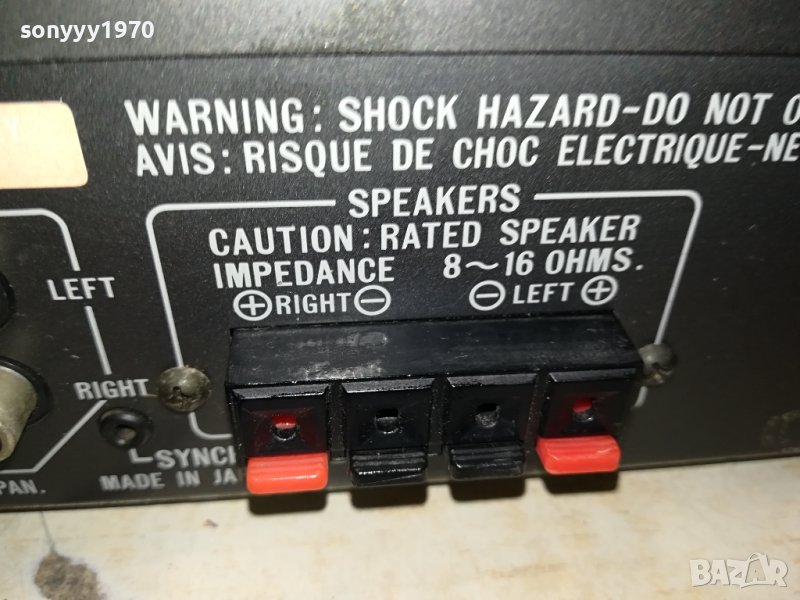 sonyyy1970
Y
WARNING: SHOCK HAZARD-DO NOT O
AVIS: RISQUE DE CHOC ELECTRIQUE-NE
SPEAKERS
CAUTION: RATED SPEAKER
IMPEDANCE 8~16 OHMS.
⊕RIGHT⊖ ⊖LEFT⊕
LEFT
RIGHT
SYNCH
PAN. MADE IN JA
BAZAR